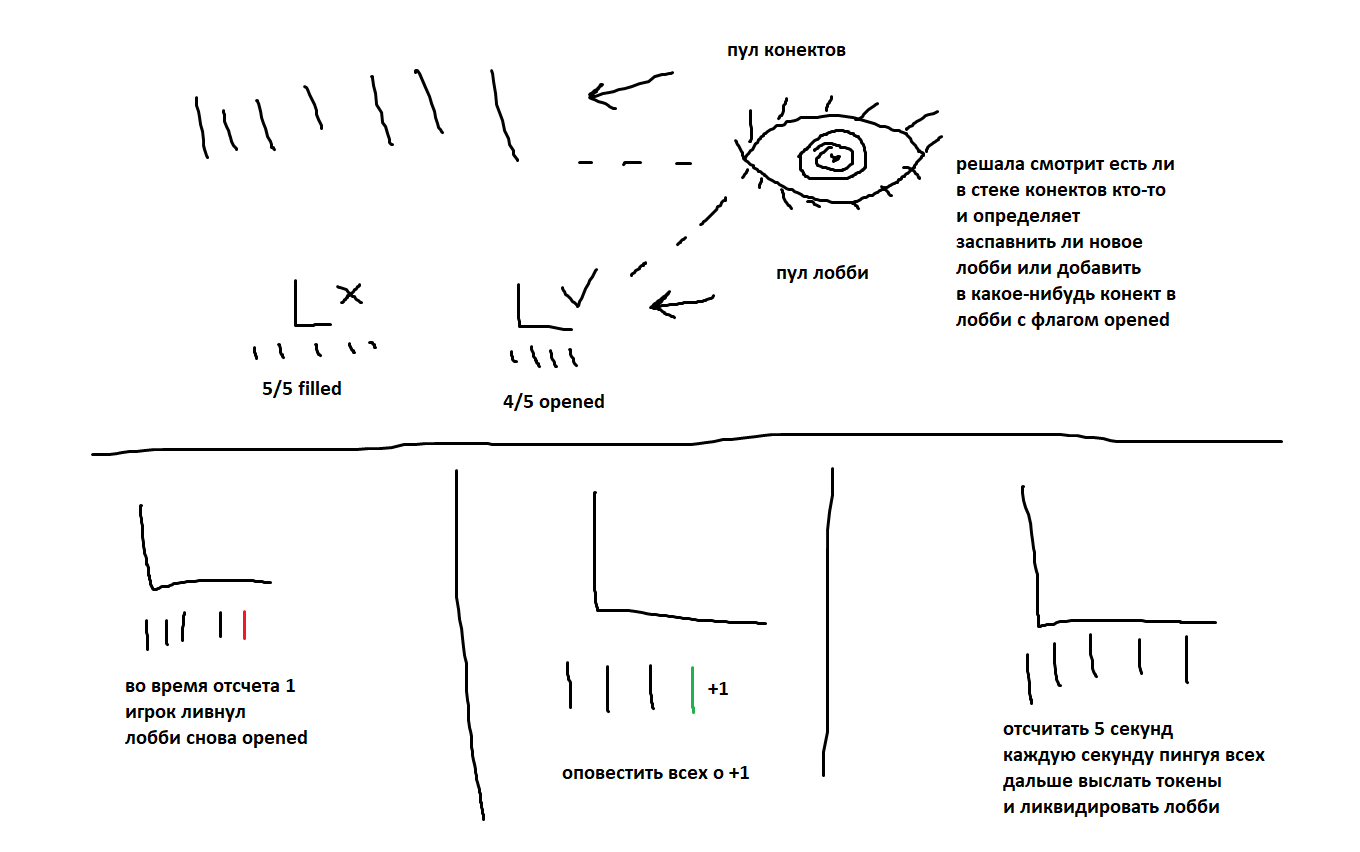 пул конектов
решала смотрит есть ли
в стеке конектов кто-то
и определяет
заспавнить ли новое
лобби или добавить
в какое-нибудь конект в
лобби с флагом opened
пул лобби
5/5 filled
4/5 opened
во время отсчета 1
игрок ливнул
лобби снова opened
+1
оповестить всех о +1
отсчитать 5 секунд
каждую секунду пингуя всех
дальше выслать токены
и ликвидировать лобби